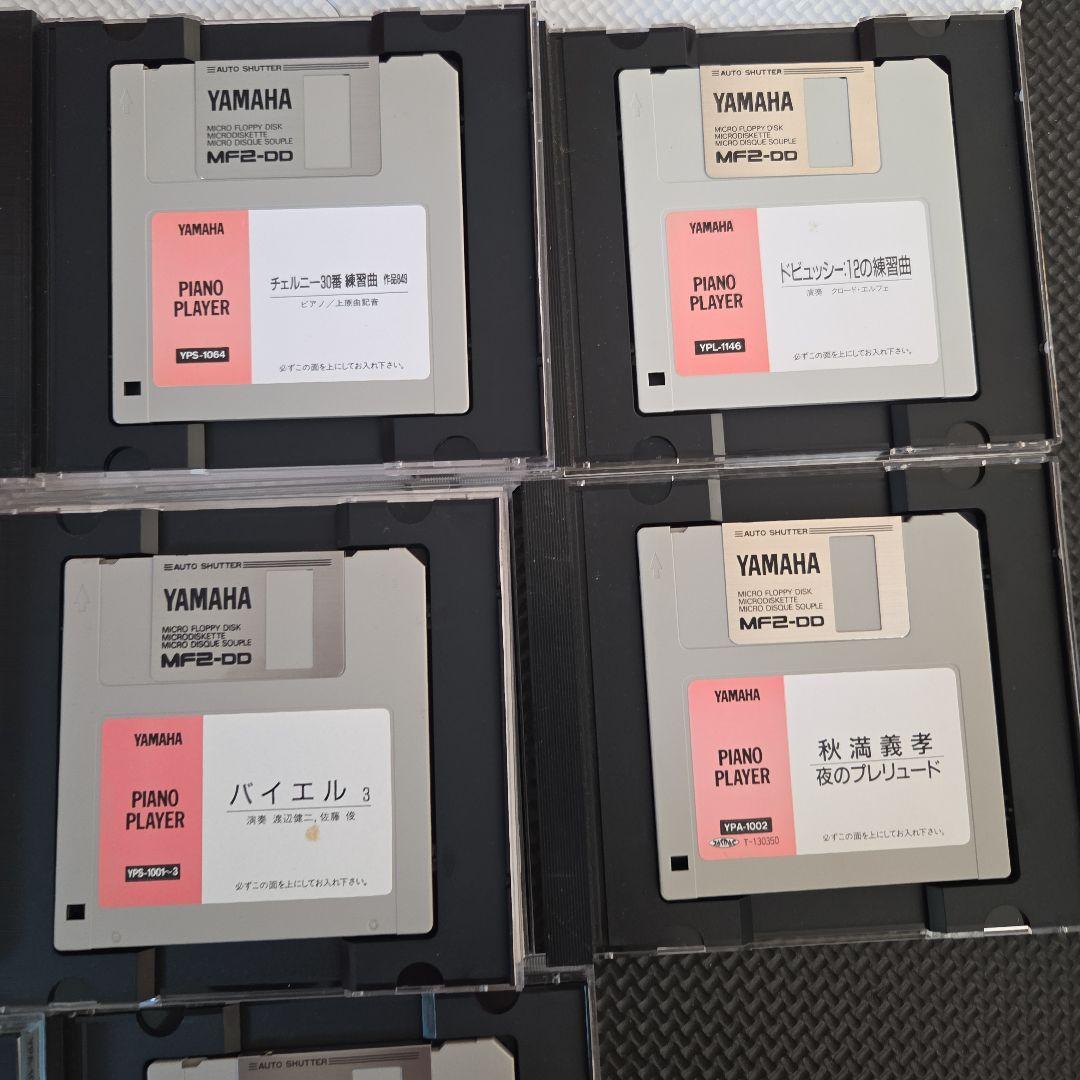 AUTO SHUTTER
YAMAHA
MICRO FLOPPY DISK
MICRODISKETTE
MICRO DISQUE SOUPLE
MF2-DD
YAMAHA
PIANO
PLAYER
YPS-1064
チェルニー30番 練習曲 作品849
ピアノ/上原由記音
必ずこの面を上にしてお入れ下さい。
AUTO SHUTTER
YAMAHA
MICRO FLOPPY DISK
MICRODISKETTE
MICRO DISQUE SOUPLE
MF2-DD
YAMAHA
PIANO
PLAYER
YPL-1146
ドビュッシー:12の練習曲
演奏 クロード・エルフェ
必ずこの面を上にしてお入れ下さい。
AUTO SHUTTER
YAMAHA
MICRO FLOPPY DISK
MICRODISKETTE
MICRO DISQUE SOUPLE
MF2-DD
YAMAHA
PIANO
PLAYER
YPS-1001~3
バイエル 3
演奏 渡辺健二,佐藤 俊
必ずこの面を上にしてお入れ下さい。
AUTO SHUTTER
YAMAHA
MICRO FLOPPY DISK
MICRODISKETTE
MICRO DISQUE SOUPLE
MF2-DD
YAMAHA
PIANO
PLAYER
YPA-1002
JASRAC T-130350
秋満義孝
夜のプレリュード
必ずこの面を上にしてお入れ下さい。
AUTO SHUTTER